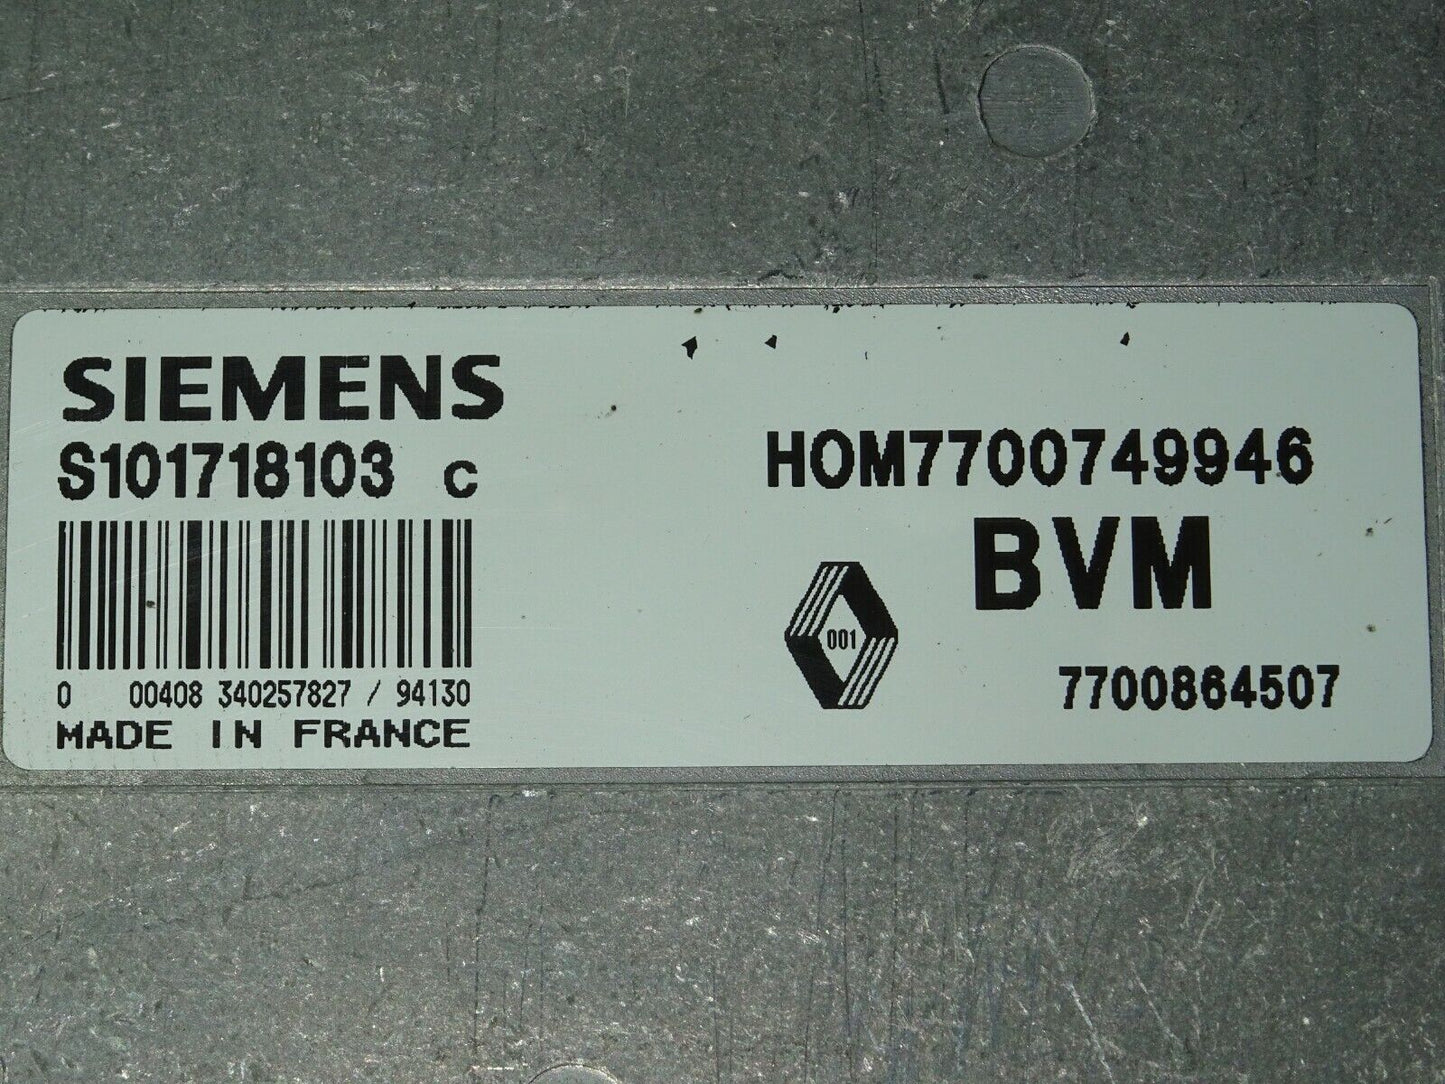 SIEMENS
S101718103 C
0 00408 340257827 / 94130
MADE IN FRANCE
HOM7700749946
BVM
001
7700864507